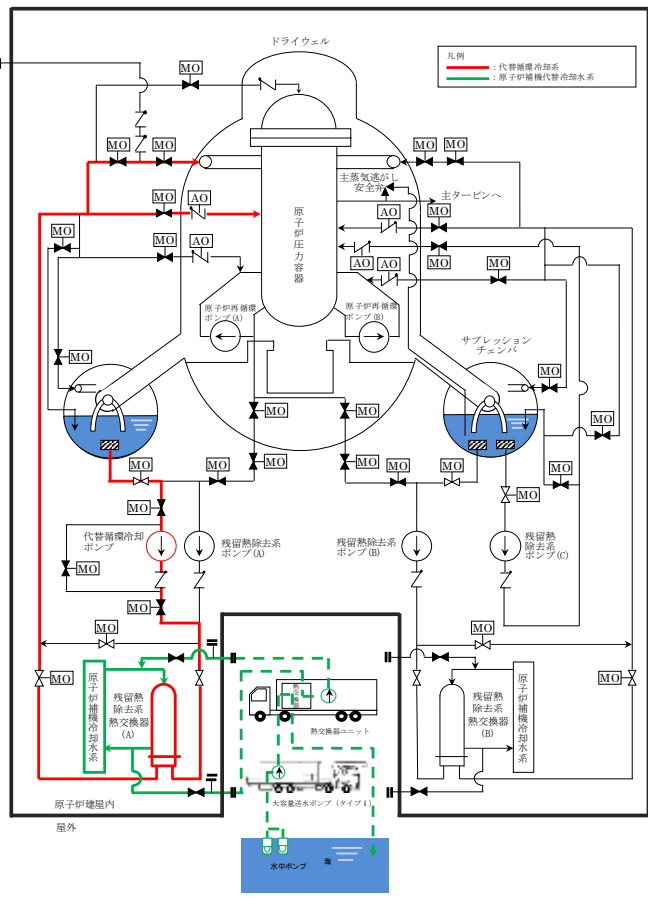 ドライウェル
凡例
：代替循環冷却系
：原子炉補機代替冷却水系
MO
MO
MO
MO
MO
主蒸気逃がし
安全弁
主タービンへ
MO
AO
AO
MO
原子炉圧力容器
MO
MO
AO
AO
MO
AO
MO
原子炉再循環
ポンプ(A)
原子炉再循環
ポンプ(B)
サプレッション
チェンバ
MO
MO
MO
MO
MO
MO
MO
MO
MO
MO
MO
MO
MO
MO
代替循環冷却
ポンプ
残留熱除去系
ポンプ(A)
残留熱除去系
ポンプ(B)
残留熱
除去系
ポンプ(C)
MO
MO
MO
MO
MO
MO
原子炉補機冷却水系
残留熱
除去系
熱交換器
(A)
熱交換器
熱交換器ユニット
残留熱
除去系
熱交換器
(B)
原子炉補機冷却水系
大容量送水ポンプ（タイプⅠ）
原子炉建屋内
屋外
水中ポンプ
海